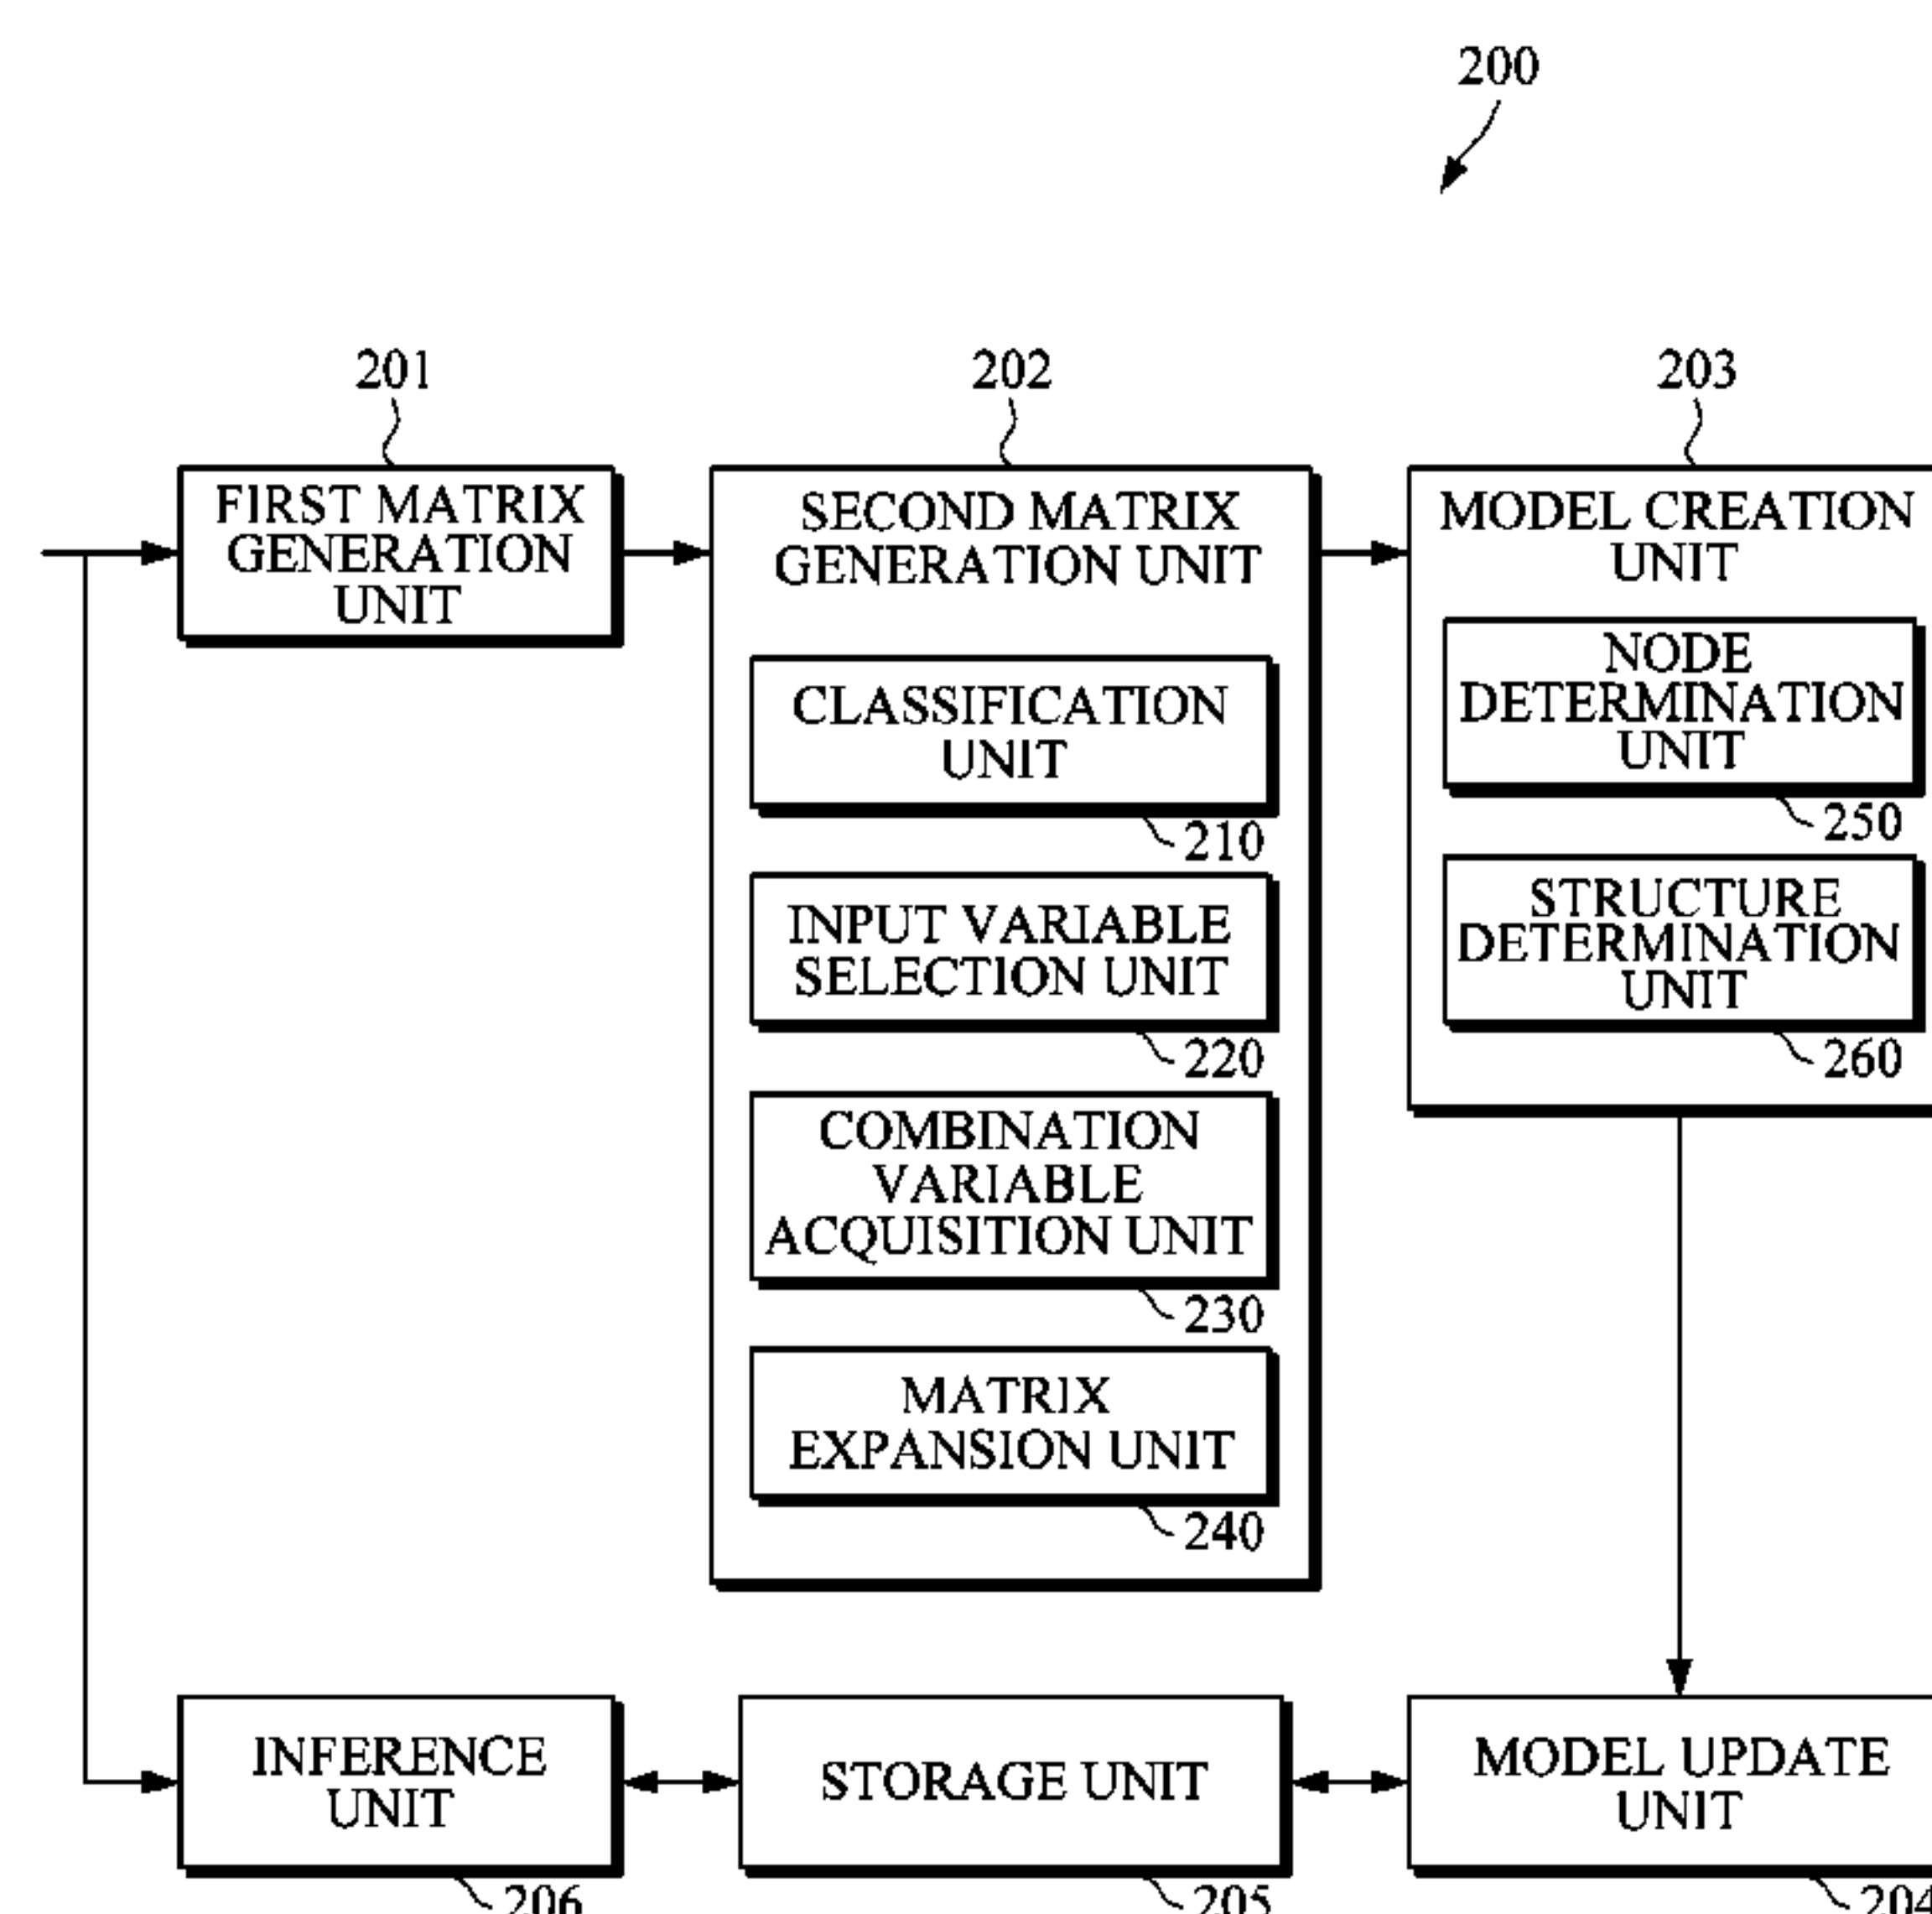 200
201
202
203
FIRST MATRIX
GENERATION
UNIT
SECOND MATRIX
GENERATION UNIT
CLASSIFICATION
UNIT
210
INPUT VARIABLE
SELECTION UNIT
220
COMBINATION
VARIABLE
ACQUISITION UNIT
230
MATRIX
EXPANSION UNIT
240
MODEL CREATION
UNIT
NODE
DETERMINATION
UNIT
250
STRUCTURE
DETERMINATION
UNIT
260
INFERENCE
UNIT
206
STORAGE UNIT
205
MODEL UPDATE
UNIT
204